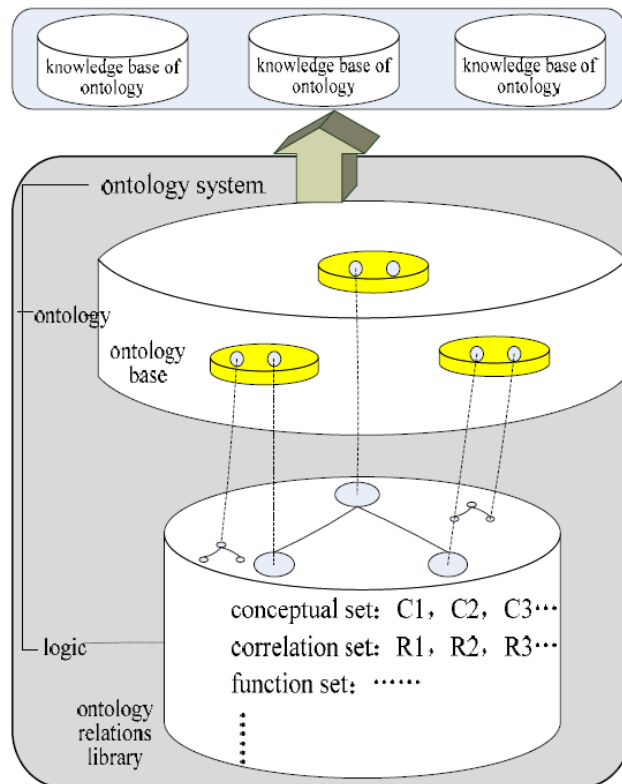 knowledge base of
ontology
knowledge base of
ontology
knowledge base of
ontology
ontology system
ontology
ontology
base
conceptual set: C1, C2, C3···
correlation set: R1, R2, R3···
function set: ······
logic
ontology
relations
library